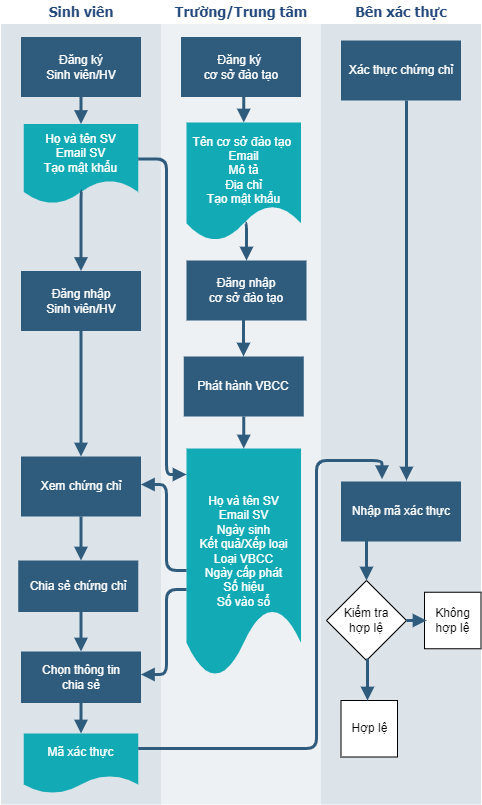 Sinh viên
Trường/Trung tâm
Bên xác thực
Đăng ký
Sinh viên/HV
Họ và tên SV
Email SV
Tạo mật khẩu
Đăng nhập
Sinh viên/HV
Xem chứng chỉ
Chia sẻ chứng chỉ
Chọn thông tin
chia sẻ
Mã xác thực
Đăng ký
cơ sở đào tạo
Tên cơ sở đào tạo
Email
Mô tả
Địa chỉ
Tạo mật khẩu
Đăng nhập
cơ sở đào tạo
Phát hành VBCC
Họ và tên SV
Email SV
Ngày sinh
Kết quả/Xếp loại
Loại VBCC
Ngày cấp phát
Số hiệu
Số vào sổ
Xác thực chứng chỉ
Nhập mã xác thực
Kiểm tra
hợp lệ
Không
hợp lệ
Hợp lệ